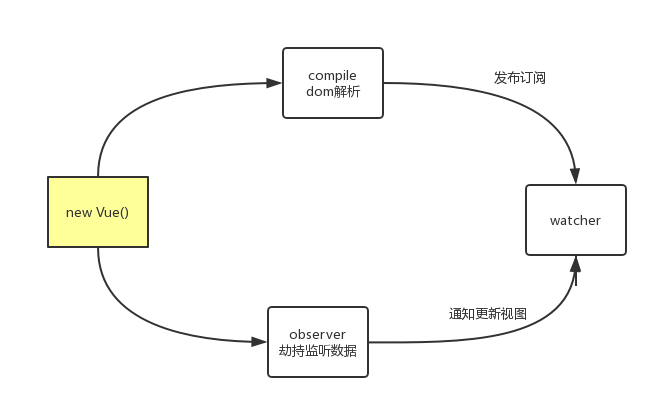 compile
dom解析
发布订阅
new Vue()
watcher
通知更新视图
observer
劫持监听数据